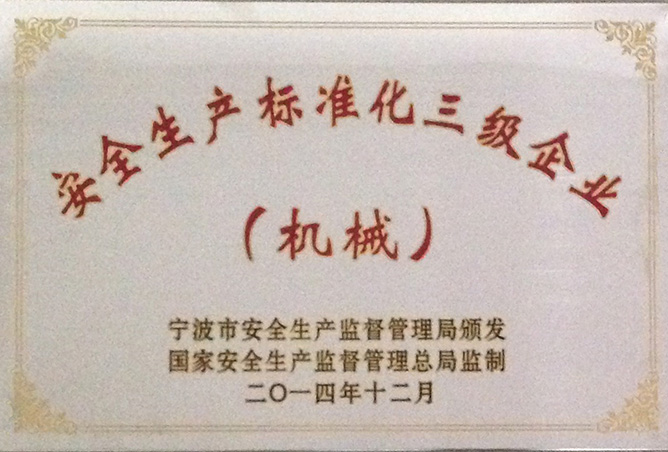 安全生产标准化三级企业
（机械）
宁波市安全生产监督管理局颁发
国家安全生产监督管理总局监制
二〇一四年十二月